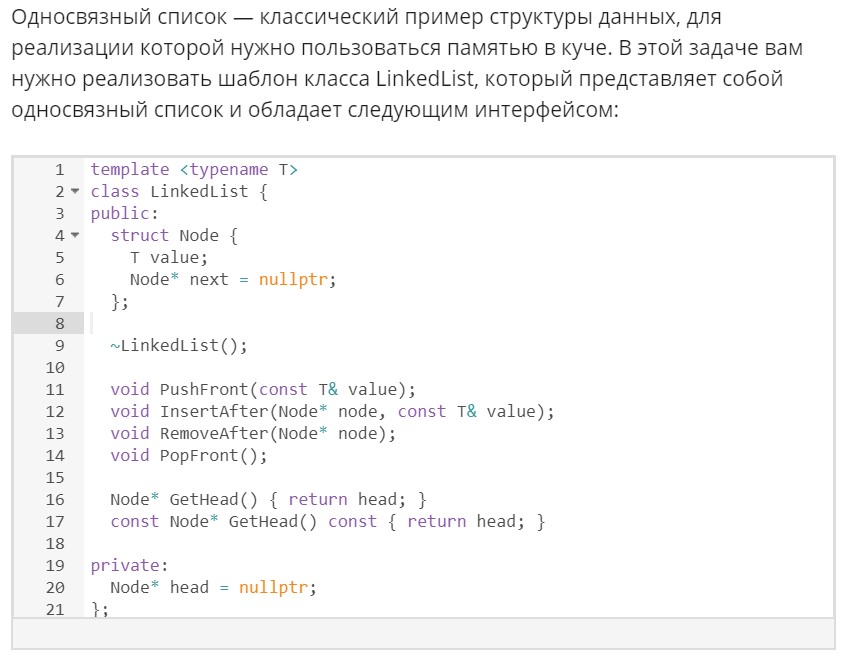 Односвязный список — классический пример структуры данных, для
реализации которой нужно пользоваться памятью в куче. В этой задаче вам
нужно реализовать шаблон класса LinkedList, который представляет собой
односвязный список и обладает следующим интерфейсом:
1 template <typename T>
2 class LinkedList {
3 public:
4   struct Node {
5     T value;
6     Node* next = nullptr;
7   };
8
9   ~LinkedList();
10
11   void PushFront(const T& value);
12   void InsertAfter(Node* node, const T& value);
13   void RemoveAfter(Node* node);
14   void PopFront();
15
16   Node* GetHead() { return head; }
17   const Node* GetHead() const { return head; }
18
19 private:
20   Node* head = nullptr;
21 };